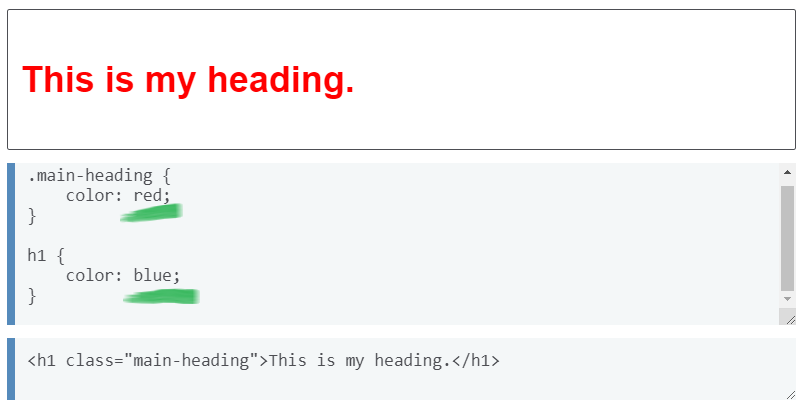 This is my heading.
.main-heading {
    color: red;
}
h1 {
    color: blue;
}
<h1 class="main-heading">This is my heading.</h1>